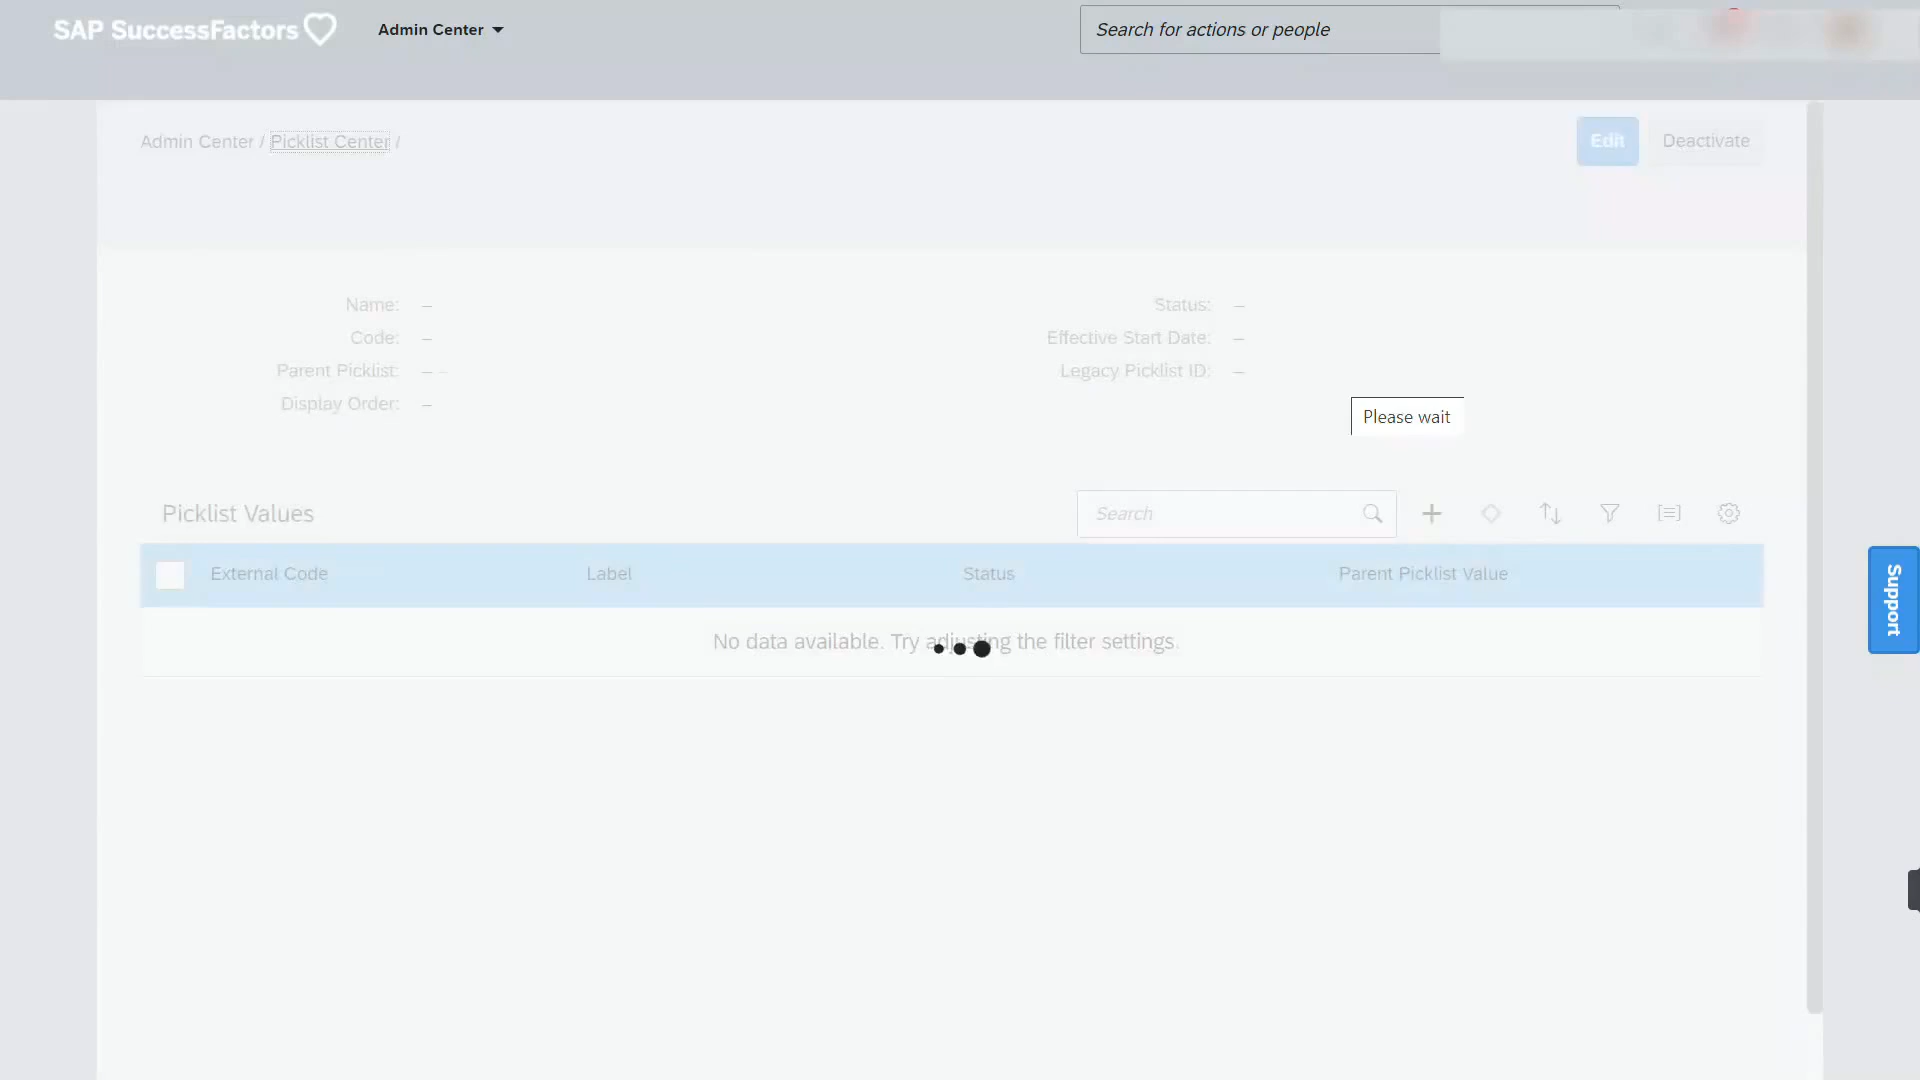 SAP SuccessFactors
Admin Center
Search for actions or people
Admin Center / Picklist Center /
Edit
Deactivate
Name: –
Status: –
Code: –
Effective Start Date: –
Parent Picklist: – –
Legacy Picklist ID: –
Display Order: –
Please wait
Picklist Values
Search
External Code
Label
Status
Parent Picklist Value
Support
No data available. Try adjusting the filter settings.